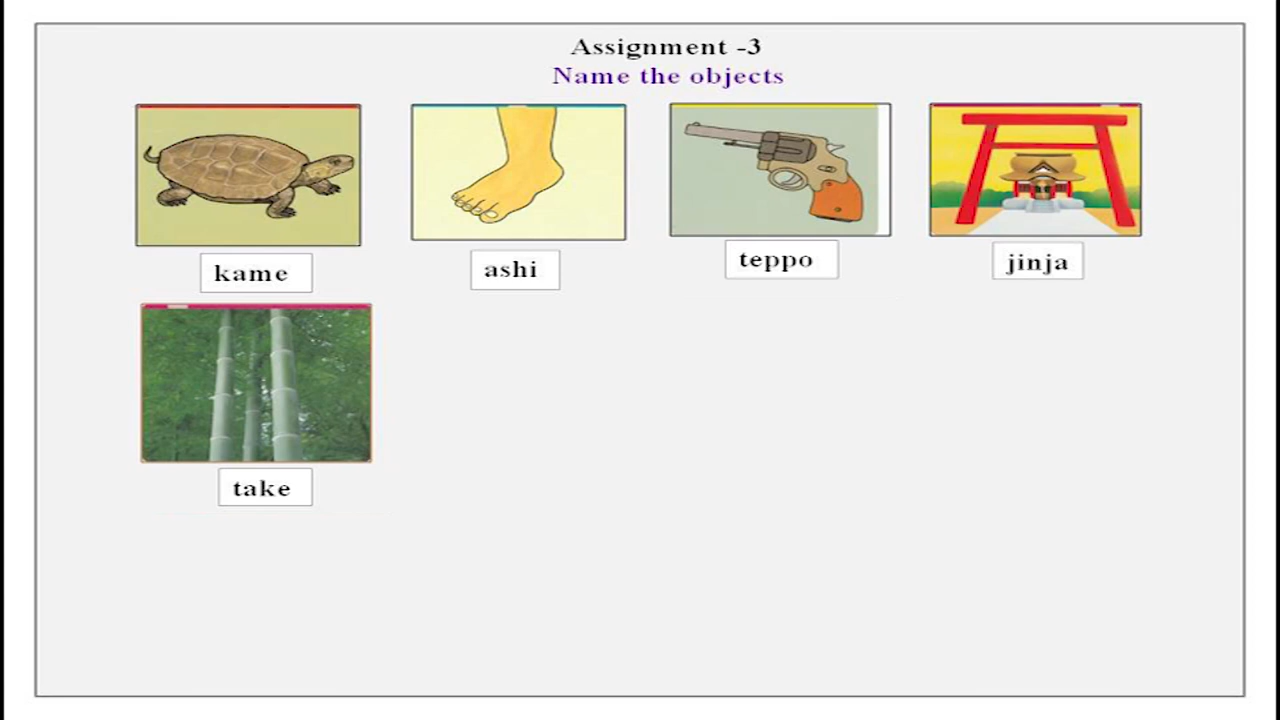 Assignment -3
Name the objects
kame
ashi
teppo
jinja
take